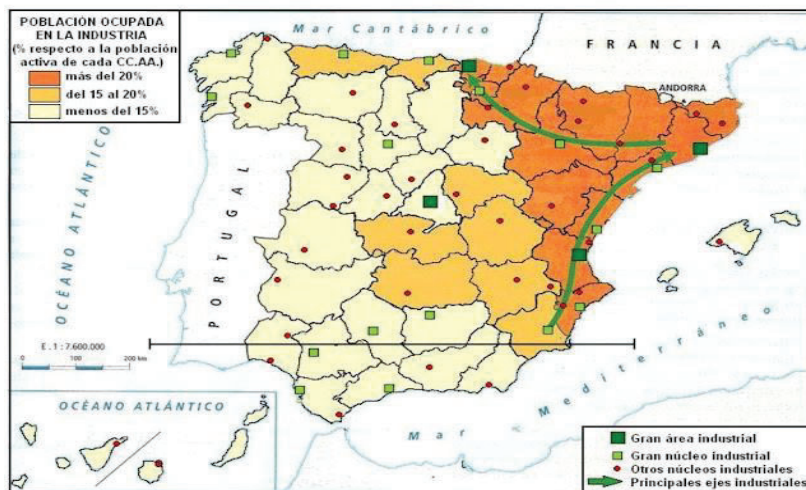 POBLACIÓN OCUPADA
EN LA INDUSTRIA
(% respecto a la población
activa de cada CC.AA.)
más del 20%
del 15 al 20%
menos del 15%
Mar Cantábrico
FRANCIA
ANDORRA
OCÉANO ATLÁNTICO
PORTUGAL
Mar Mediterráneo
E. 1 : 7.600.000
0 100 200 km
OCÉANO ATLÁNTICO
Gran área industrial
Gran núcleo industrial
Otros núcleos industriales
Principales ejes industriales